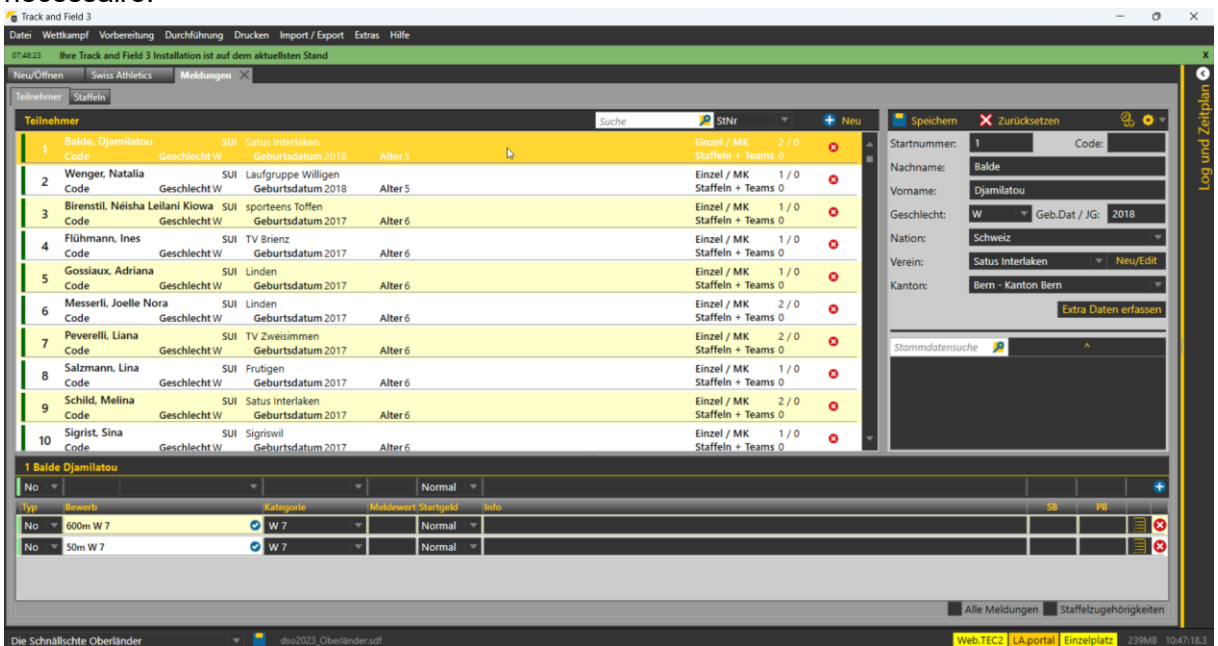 Track and Field 3
Datei Wettkampf Vorbereitung Durchführung Drucken Import / Export Extras Hilfe
07:48:23 Ihre Track and Field 3 Installation ist auf dem aktuellsten Stand X
Neu/Öffnen Swiss Athletics Meldungen
Teilnehmer Staffeln
Log und Zeitplan
Teilnehmer Suche StNr Neu
1 Balde, Djamilatou SUI Satus Interlaken Einzel / MK 2 / 0
Code Geschlecht W Geburtsdatum 2018 Alter 5 Staffeln + Teams 0
2 Wenger, Natalia SUI Laufgruppe Willigen Einzel / MK 1 / 0
Code Geschlecht W Geburtsdatum 2018 Alter 5 Staffeln + Teams 0
3 Birenstil, Néisha Leilani Kiowa SUI sporteens Toffen Einzel / MK 1 / 0
Code Geschlecht W Geburtsdatum 2017 Alter 6 Staffeln + Teams 0
4 Flühmann, Ines SUI TV Brienz Einzel / MK 1 / 0
Code Geschlecht W Geburtsdatum 2017 Alter 6 Staffeln + Teams 0
5 Gossiaux, Adriana SUI Linden Einzel / MK 1 / 0
Code Geschlecht W Geburtsdatum 2017 Alter 6 Staffeln + Teams 0
6 Messerli, Joelle Nora SUI Linden Einzel / MK 2 / 0
Code Geschlecht W Geburtsdatum 2017 Alter 6 Staffeln + Teams 0
7 Peverelli, Liana SUI TV Zweisimmen Einzel / MK 2 / 0
Code Geschlecht W Geburtsdatum 2017 Alter 6 Staffeln + Teams 0
8 Salzmann, Lina SUI Frutigen Einzel / MK 1 / 0
Code Geschlecht W Geburtsdatum 2017 Alter 6 Staffeln + Teams 0
9 Schild, Melina SUI Satus Interlaken Einzel / MK 2 / 0
Code Geschlecht W Geburtsdatum 2017 Alter 6 Staffeln + Teams 0
10 Sigrist, Sina SUI Sigriswil Einzel / MK 1 / 0
Code Geschlecht W Geburtsdatum 2017 Alter 6 Staffeln + Teams 0
Speichern Zurücksetzen
Startnummer: 1 Code:
Nachname: Balde
Vorname: Djamilatou
Geschlecht: W Geb.Dat / JG: 2018
Nation: Schweiz
Verein: Satus Interlaken Neu/Edit
Kanton: Bern - Kanton Bern
Extra Daten erfassen
Stammdatensuche
1 Balde Djamilatou
No Normal
Typ Bewerb Kategorie Meldewert Startgeld Info SB PB
No 600m W 7 W 7 Normal
No 50m W 7 W 7 Normal
Alle Meldungen Staffelzugehörigkeiten
Die Schnällschte Oberländer dso2023_Oberländer.sdf Web.TEC2 LA.portal Einzelplatz 239MB 10:47:18.3